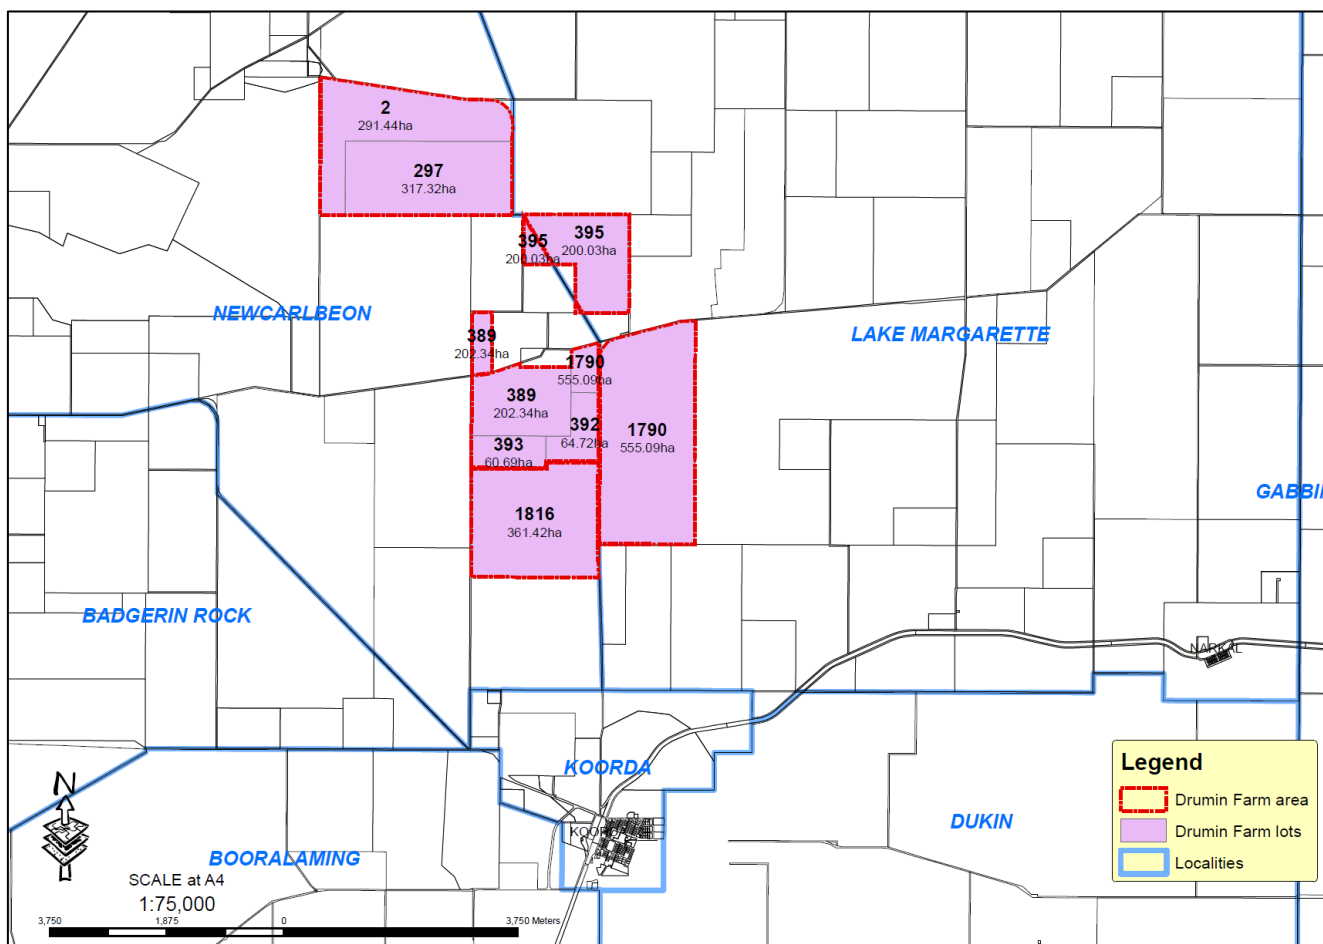 2
291.44ha
297
317.32ha
395
200.03ha
395
200.03ha
NEWCARLBEON
LAKE MARGARETTE
389
202.34ha
1790
555.09ha
389
202.34ha
392
64.72ha
1790
555.09ha
393
60.69ha
GABBIN
1816
361.42ha
BADGERIN ROCK
NARKAL
KOORDA
Legend
Drumin Farm area
Drumin Farm lots
Localities
N
KOORDA
DUKIN
BOORALAMING
SCALE at A4
1:75,000
3,750 1,875 0 3,750 Meters